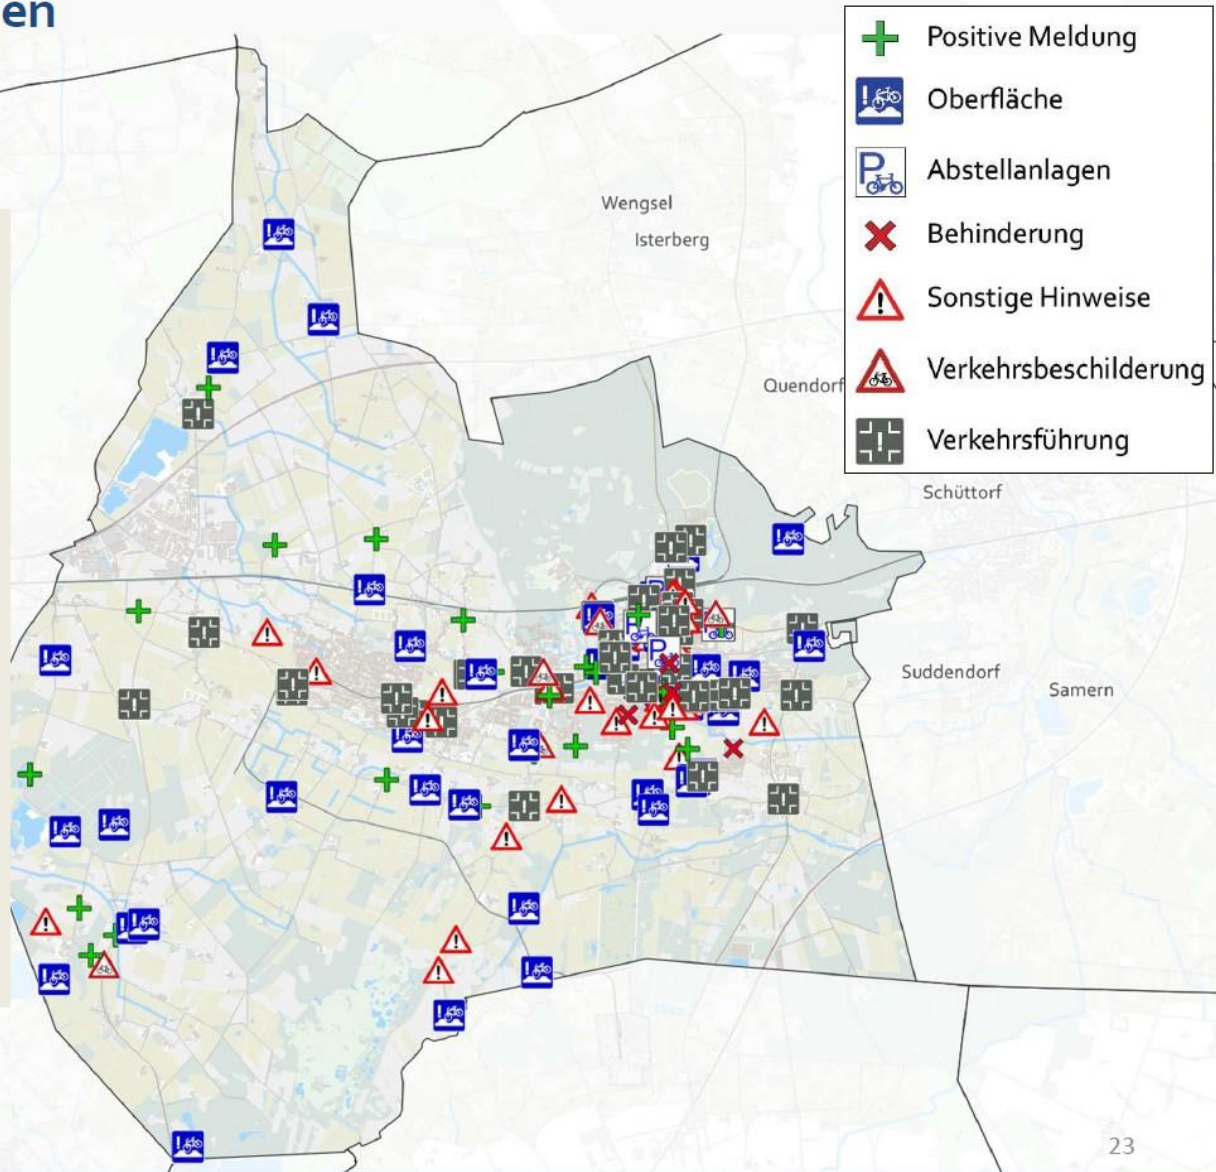 en
Positive Meldung
Oberfläche
Abstellanlagen
Behinderung
Sonstige Hinweise
Verkehrsbeschilderung
Verkehrsführung
Wengsel
Isterberg
Quendorf
Schüttorf
Suddendorf
Samern
23